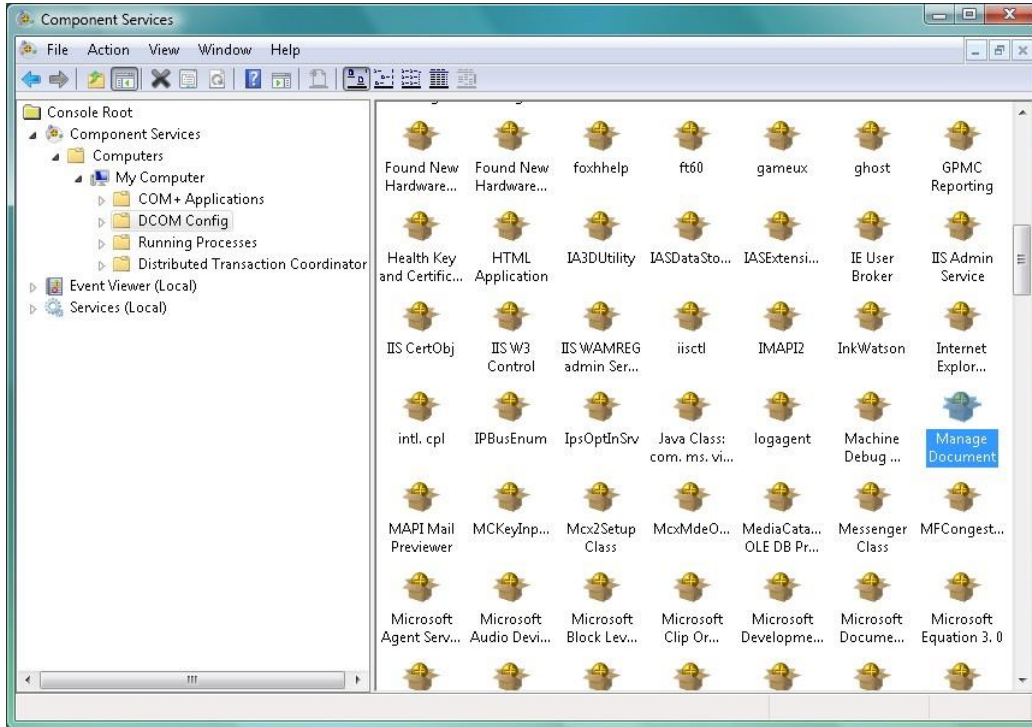 Component Services
File Action View Window Help
Console Root
Component Services
Computers
My Computer
COM+ Applications
DCOM Config
Running Processes
Distributed Transaction Coordinator
Event Viewer (Local)
Services (Local)
Found New Found New foxhhelp ft60 gameux ghost GPMC
Hardware... Hardware... Reporting
Health Key HTML IA3DUtility IASDataSto... IASExtensi... IE User IIS Admin
and Certific... Application Broker Service
IIS CertObj IIS W3 IIS WAMREG iisctl IMAPI2 InkWatson Internet
Control admin Ser... Explor...
intl. cpl IPBusEnum IpsOptInSrv Java Class: logagent Machine Manage
com. ms. vi... Debug ... Document
MAPI Mail MCKeyInp... Mcx2Setup McxMdeO... MediaCata... Messenger MFCongest...
Previewer Class OLE DB Pr... Class
Microsoft Microsoft Microsoft Microsoft Microsoft Microsoft Microsoft
Agent Serv... Audio Devi... Block Lev... Clip Or... Developme... Docume... Equation 3. 0